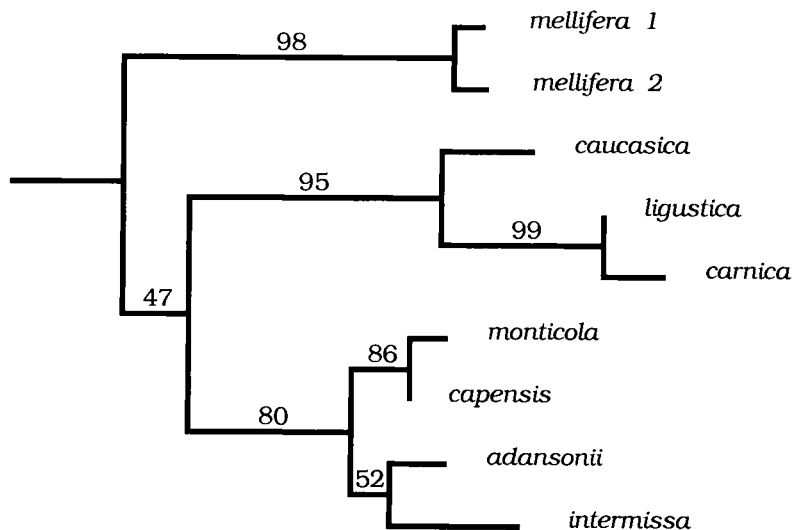 mellifera 1
98
mellifera 2
caucasica
95
ligustica
99
carnica
47
monticola
86
capensis
80
adansonii
52
intermissa